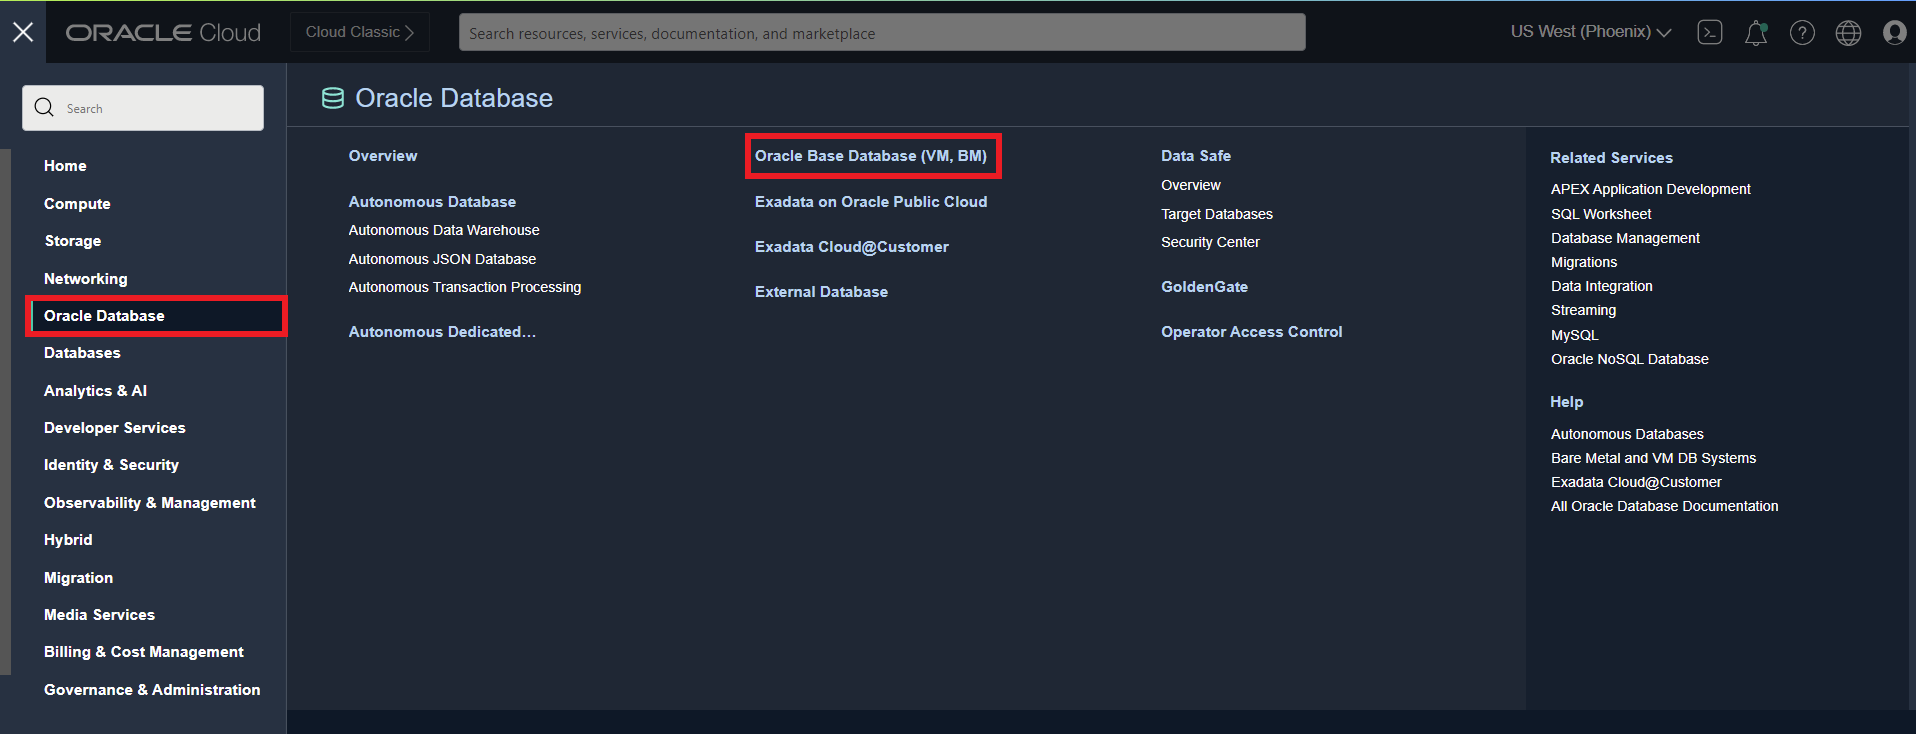 ORACLE Cloud
Cloud Classic
Search resources, services, documentation, and marketplace
US West (Phoenix)
Search
Home
Compute
Storage
Networking
Oracle Database
Databases
Analytics & AI
Developer Services
Identity & Security
Observability & Management
Hybrid
Migration
Media Services
Billing & Cost Management
Governance & Administration
Oracle Database
Overview
Autonomous Database
Autonomous Data Warehouse
Autonomous JSON Database
Autonomous Transaction Processing
Autonomous Dedicated...
Oracle Base Database (VM, BM)
Exadata on Oracle Public Cloud
Exadata Cloud@Customer
External Database
Data Safe
Overview
Target Databases
Security Center
GoldenGate
Operator Access Control
Related Services
APEX Application Development
SQL Worksheet
Database Management
Migrations
Data Integration
Streaming
MySQL
Oracle NoSQL Database
Help
Autonomous Databases
Bare Metal and VM DB Systems
Exadata Cloud@Customer
All Oracle Database Documentation